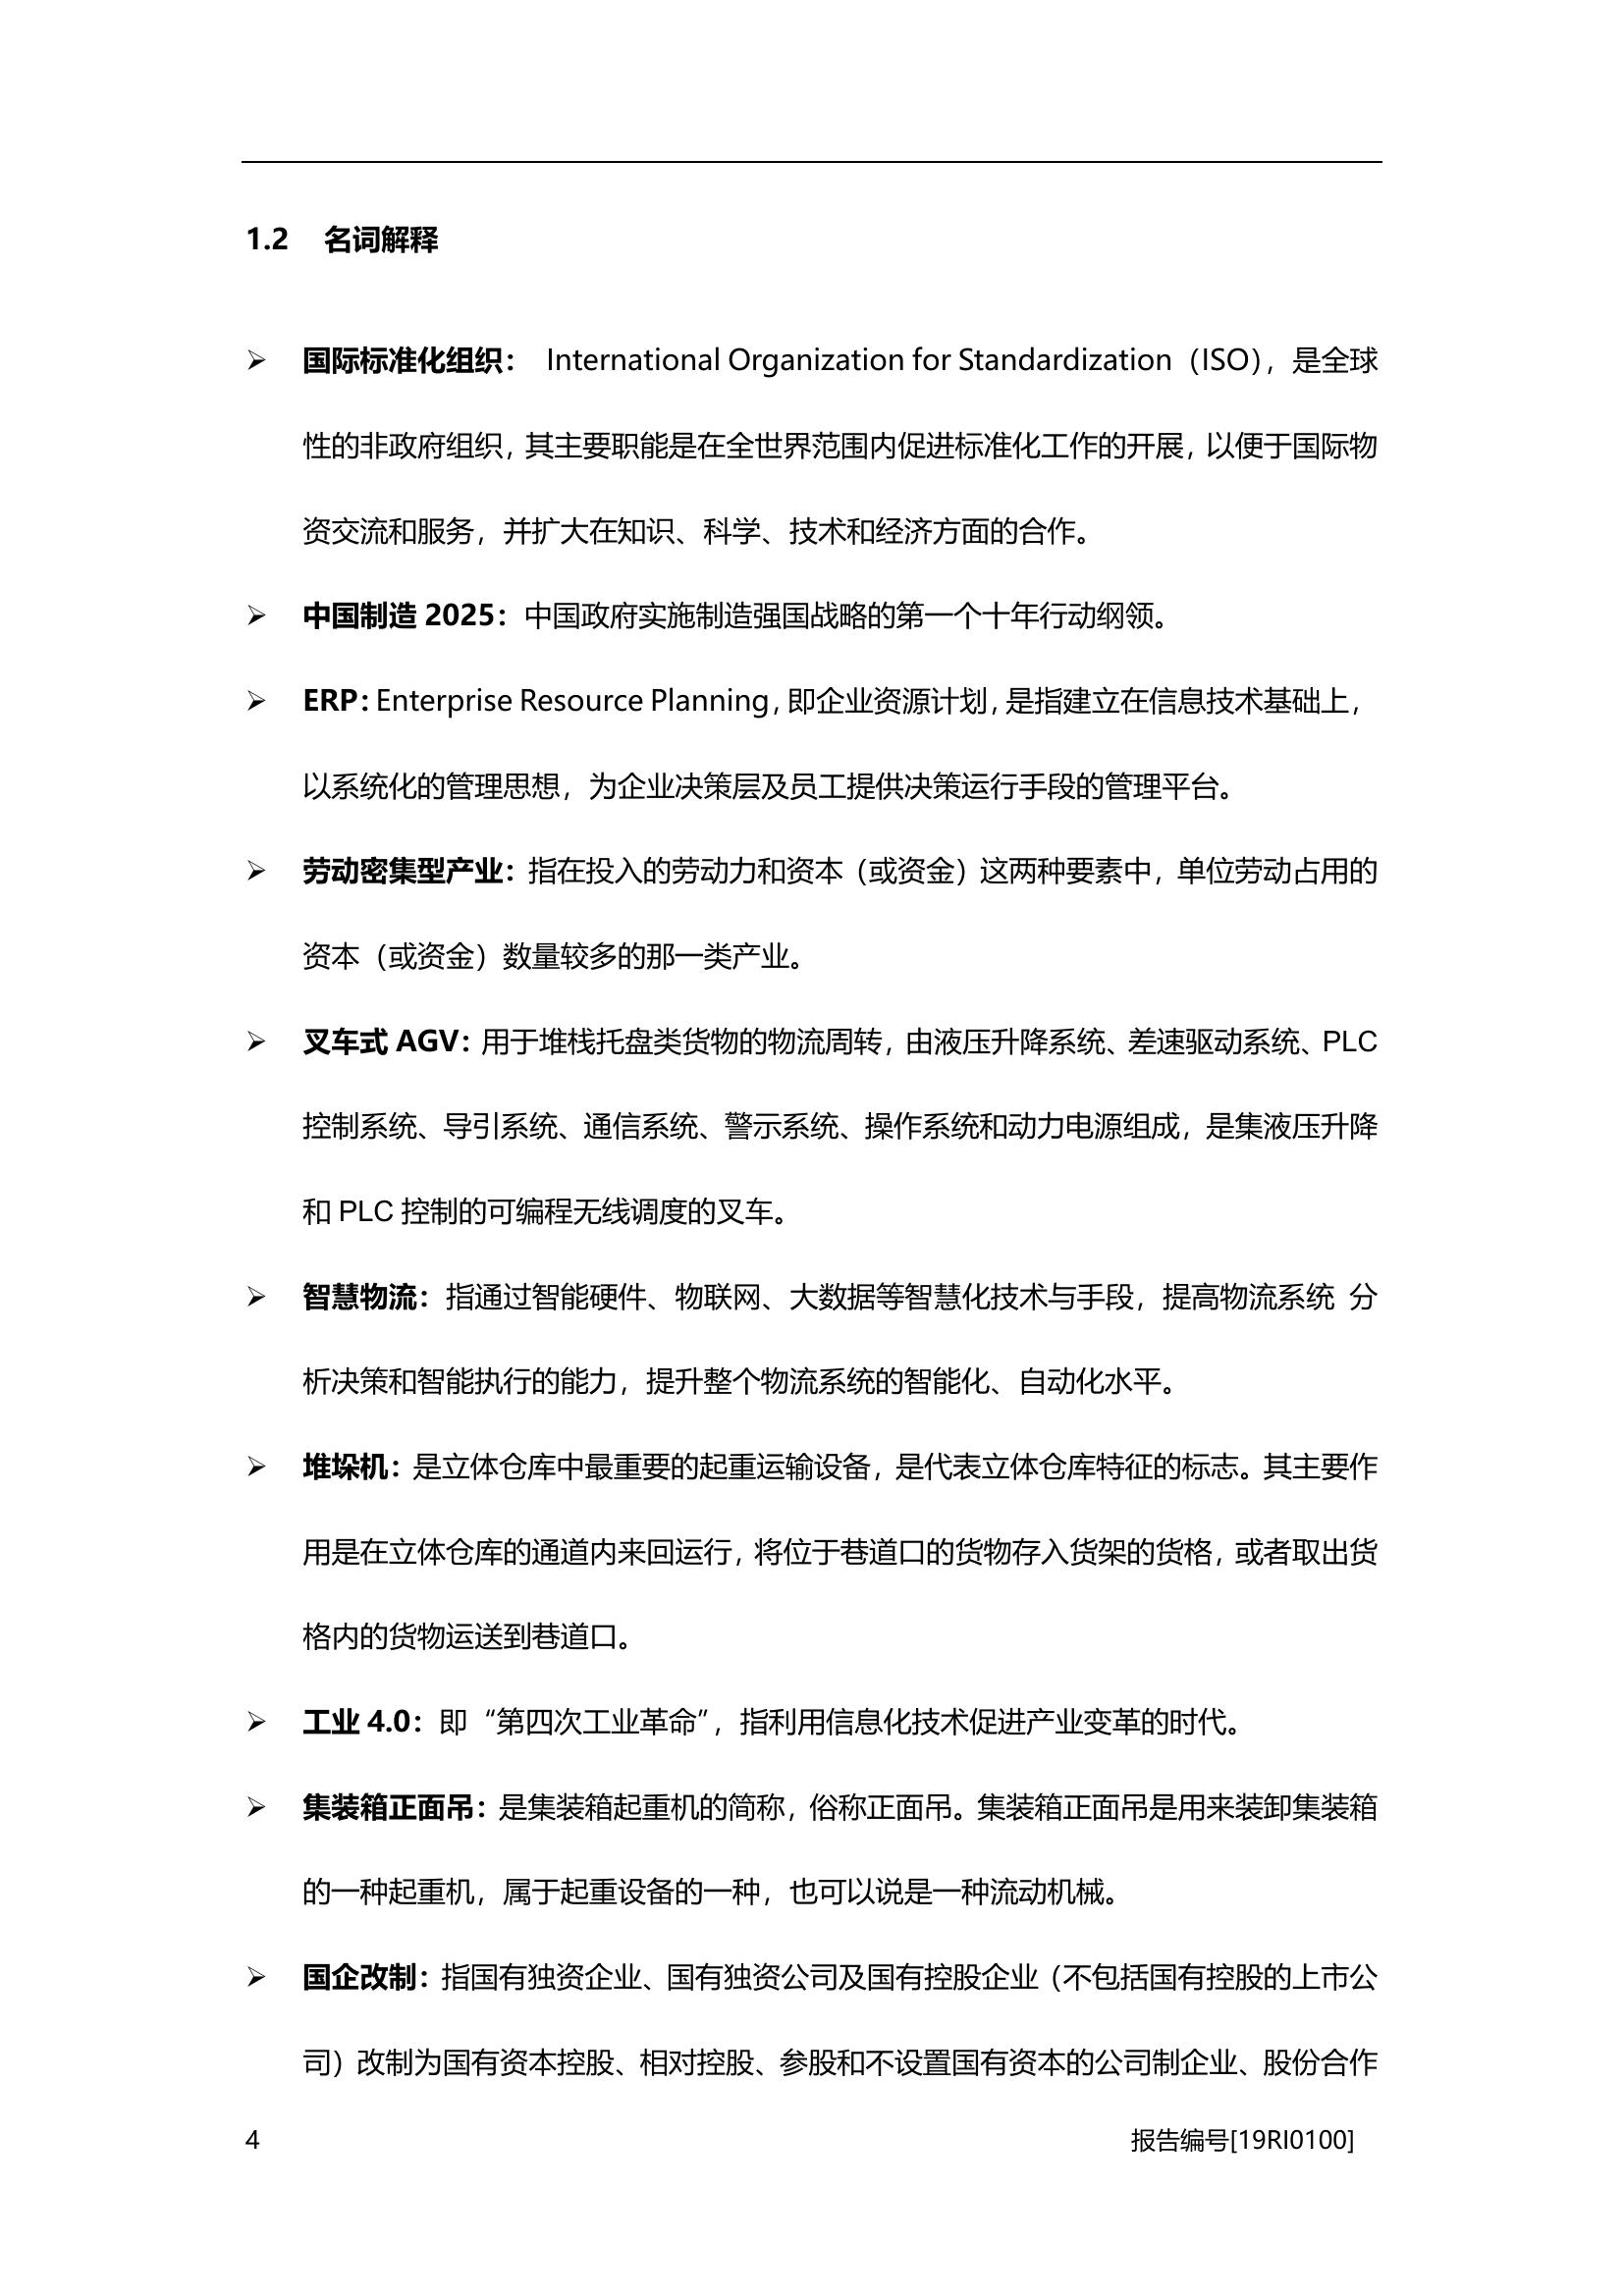 1.2 名词解释
➢ 国际标准化组织： International Organization for Standardization（ISO），是全球
性的非政府组织，其主要职能是在全世界范围内促进标准化工作的开展，以便于国际物
资交流和服务，并扩大在知识、科学、技术和经济方面的合作。
➢ 中国制造 2025：中国政府实施制造强国战略的第一个十年行动纲领。
➢ ERP：Enterprise Resource Planning，即企业资源计划，是指建立在信息技术基础上，
以系统化的管理思想，为企业决策层及员工提供决策运行手段的管理平台。
➢ 劳动密集型产业：指在投入的劳动力和资本（或资金）这两种要素中，单位劳动占用的
资本（或资金）数量较多的那一类产业。
➢ 叉车式 AGV：用于堆栈托盘类货物的物流周转，由液压升降系统、差速驱动系统、PLC
控制系统、导引系统、通信系统、警示系统、操作系统和动力电源组成，是集液压升降
和 PLC 控制的可编程无线调度的叉车。
➢ 智慧物流：指通过智能硬件、物联网、大数据等智慧化技术与手段，提高物流系统 分
析决策和智能执行的能力，提升整个物流系统的智能化、自动化水平。
➢ 堆垛机：是立体仓库中最重要的起重运输设备，是代表立体仓库特征的标志。其主要作
用是在立体仓库的通道内来回运行，将位于巷道口的货物存入货架的货格，或者取出货
格内的货物运送到巷道口。
➢ 工业 4.0：即“第四次工业革命”，指利用信息化技术促进产业变革的时代。
➢ 集装箱正面吊：是集装箱起重机的简称，俗称正面吊。集装箱正面吊是用来装卸集装箱
的一种起重机，属于起重设备的一种，也可以说是一种流动机械。
➢ 国企改制：指国有独资企业、国有独资公司及国有控股企业（不包括国有控股的上市公
司）改制为国有资本控股、相对控股、参股和不设置国有资本的公司制企业、股份合作
4 报告编号[19RI0100]